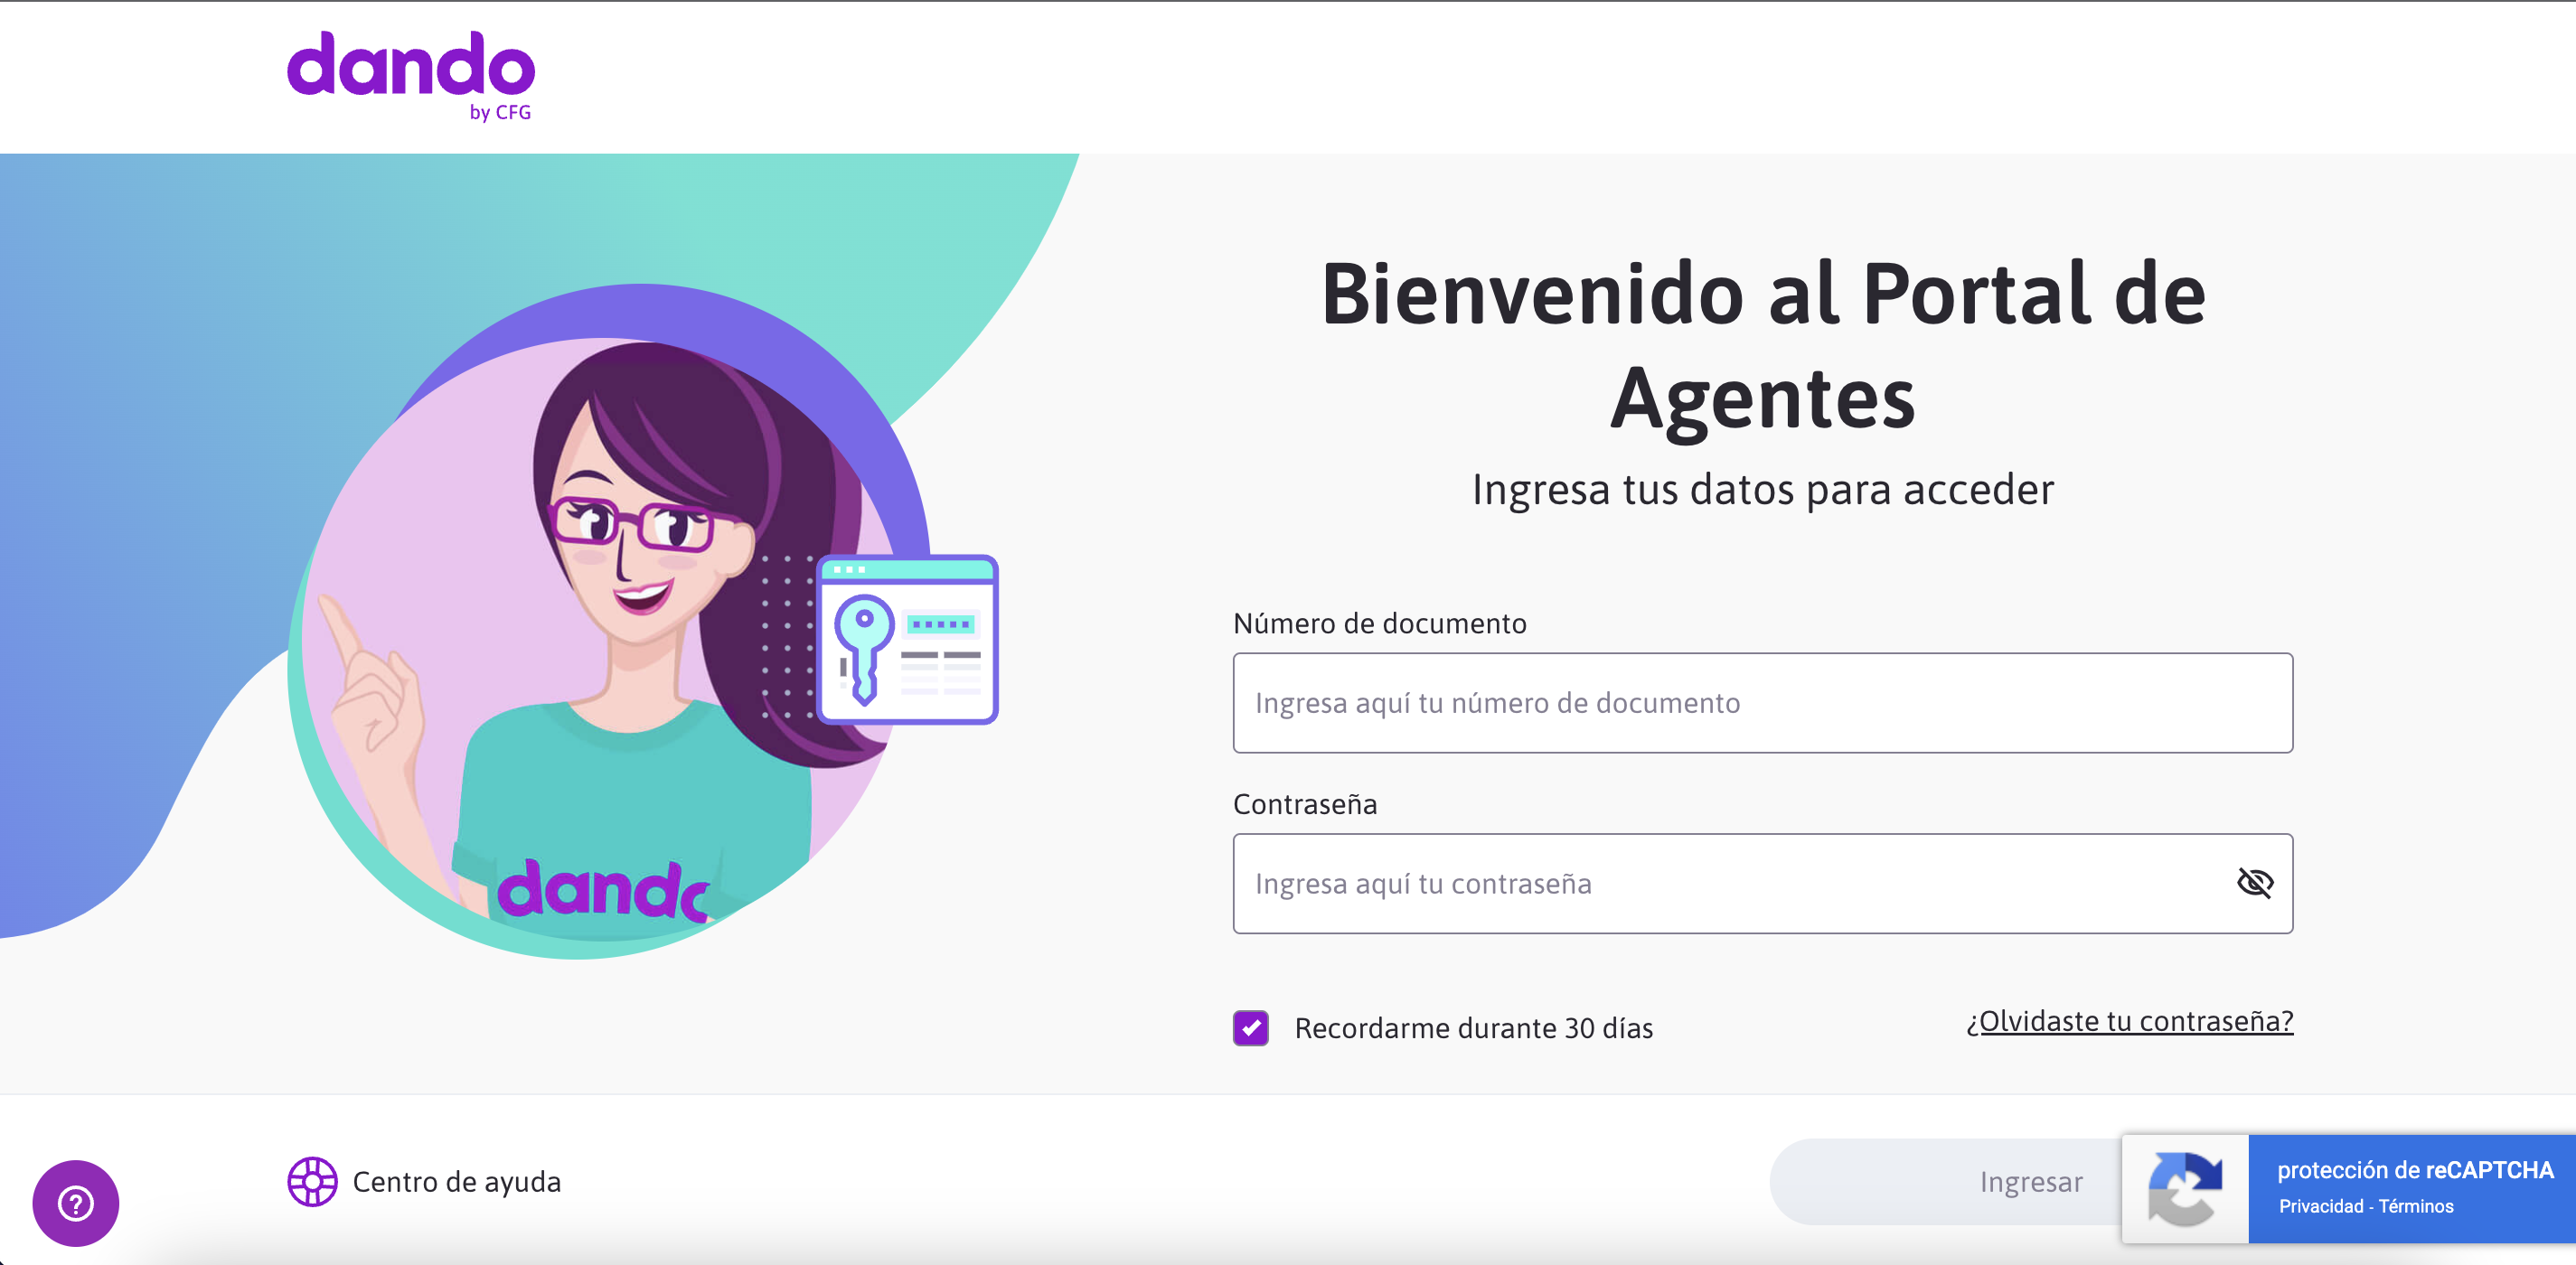 dando
by CFG
Bienvenido al Portal de
Agentes
Ingresa tus datos para acceder
Número de documento
Ingresa aquí tu número de documento
Contraseña
Ingresa aquí tu contraseña
Recordarme durante 30 días
¿Olvidaste tu contraseña?
dando
Centro de ayuda
Ingresar
protección de reCAPTCHA
Privacidad - Términos